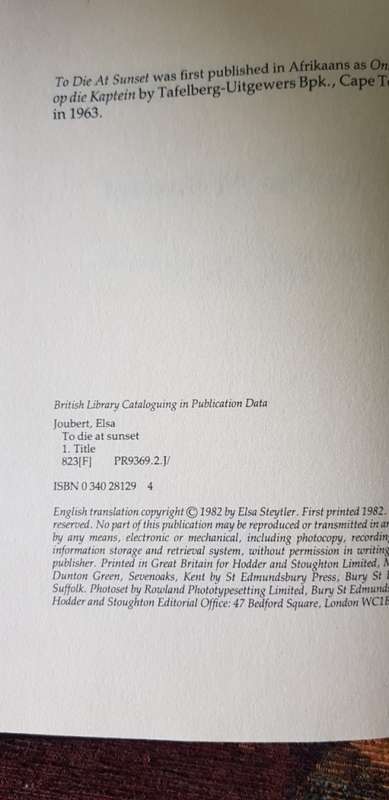 To Die At Sunset was first published in Afrikaans as
op die Kaptein by Tafelberg-Uitgewers Bpk., Cape
in 1963.
British Library Cataloguing in Publication Data
Joubert, Elsa
To die at sunset
1. Title
823[F] PR9369.2.J/
ISBN 0 340 28129 4
English translation copyright © 1982 by Elsa Steytler. First printed 1982.
reserved. No part of this publication may be reproduced or transmitted in
by any means, electronic or mechanical, including photocopy,
information storage and retrieval system, without permission in writing
publisher. Printed in Great Britain for Hodder and Stoughton Limited,
Dunton Green, Sevenoaks, Kent by St Edmundsbury Press, Bury St
Suffolk. Photoset by Rowland Phototypesetting Limited, Bury St
Hodder and Stoughton Editorial Office: 47 Bedford Square, London